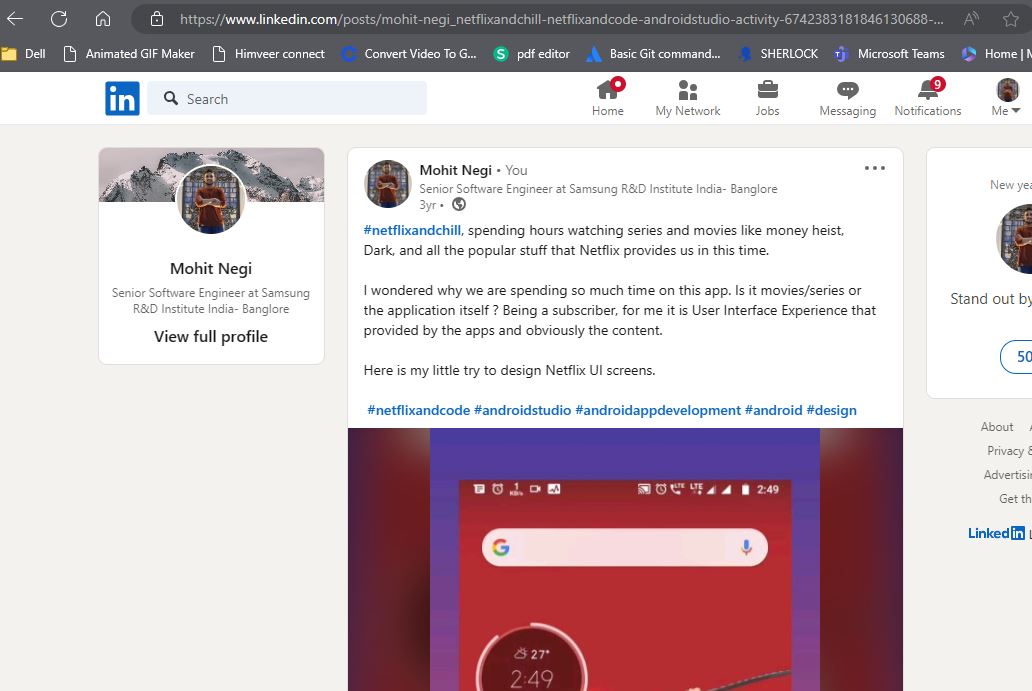 https://www.linkedin.com/posts/mohit-negi_netflixandchill-netflixandcode-androidstudio-activity-6742383181846130688-...
Dell
Animated GIF Maker
Himveer connect
Convert Video To G...
S
pdf editor
Basic Git command...
SHERLOCK
Microsoft Teams
Home | M
in
Search
Home
My Network
Jobs
Messaging
9
Notifications
Me
Mohit Negi
Senior Software Engineer at Samsung
R&D Institute India- Banglore
View full profile
Mohit Negi • You
Senior Software Engineer at Samsung R&D Institute India- Banglore
3yr •
#netflixandchill, spending hours watching series and movies like money heist,
Dark, and all the popular stuff that Netflix provides us in this time.
I wondered why we are spending so much time on this app. Is it movies/series or
the application itself ? Being a subscriber, for me it is User Interface Experience that
provided by the apps and obviously the content.
Here is my little try to design Netflix UI screens.
#netflixandcode #androidstudio #androidappdevelopment #android #design
1
KB/s
LTE
LTE
2:49
G
27°
2:49
New yea
Stand out by
50
About
Privacy &
Advertisi
Get th
Linkedin